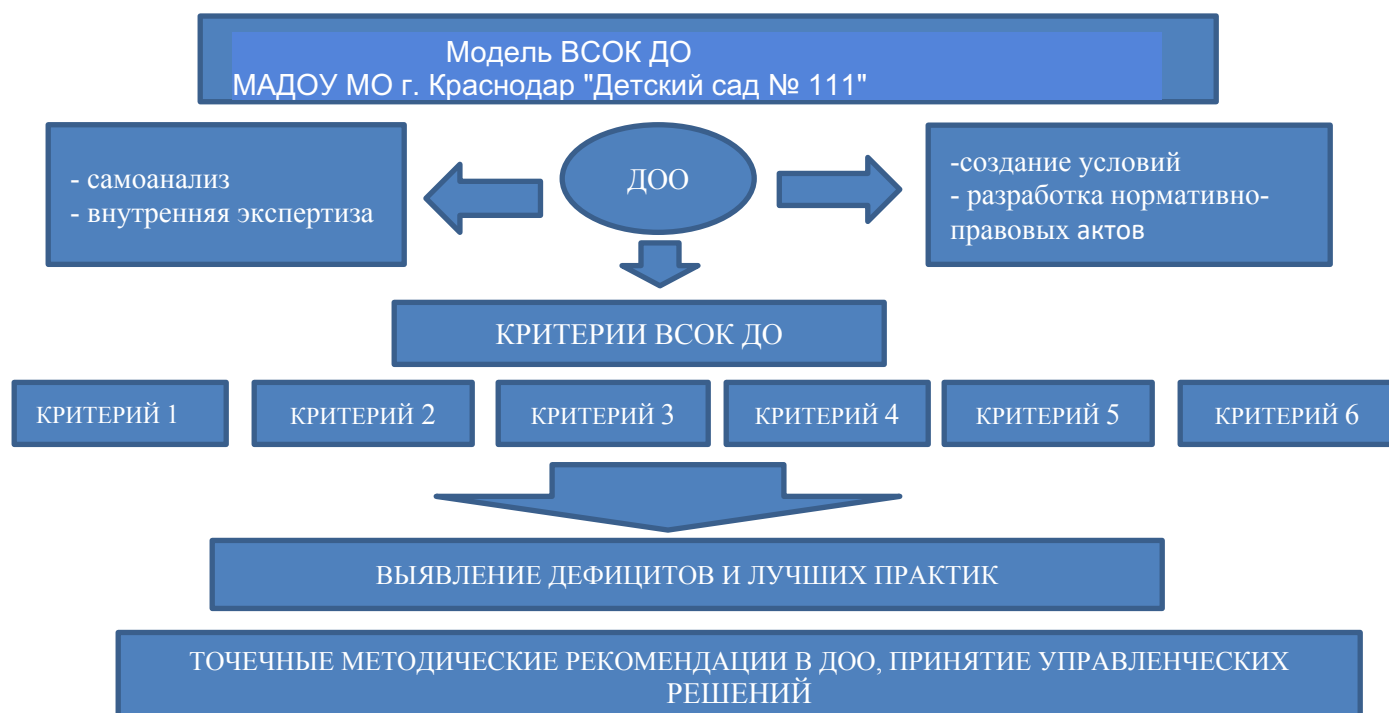 Модель ВСОК ДО
МАДОУ МО г. Краснодар "Детский сад № 111"
- самоанализ
- внутренняя экспертиза
ДОО
-создание условий
- разработка нормативно-
правовых актов
КРИТЕРИИ ВСОК ДО
КРИТЕРИЙ 1
КРИТЕРИЙ 2
КРИТЕРИЙ 3
КРИТЕРИЙ 4
КРИТЕРИЙ 5
КРИТЕРИЙ 6
ВЫЯВЛЕНИЕ ДЕФИЦИТОВ И ЛУЧШИХ ПРАКТИК
ТОЧЕЧНЫЕ МЕТОДИЧЕСКИЕ РЕКОМЕНДАЦИИ В ДОО, ПРИНЯТИЕ УПРАВЛЕНЧЕСКИХ
РЕШЕНИЙ